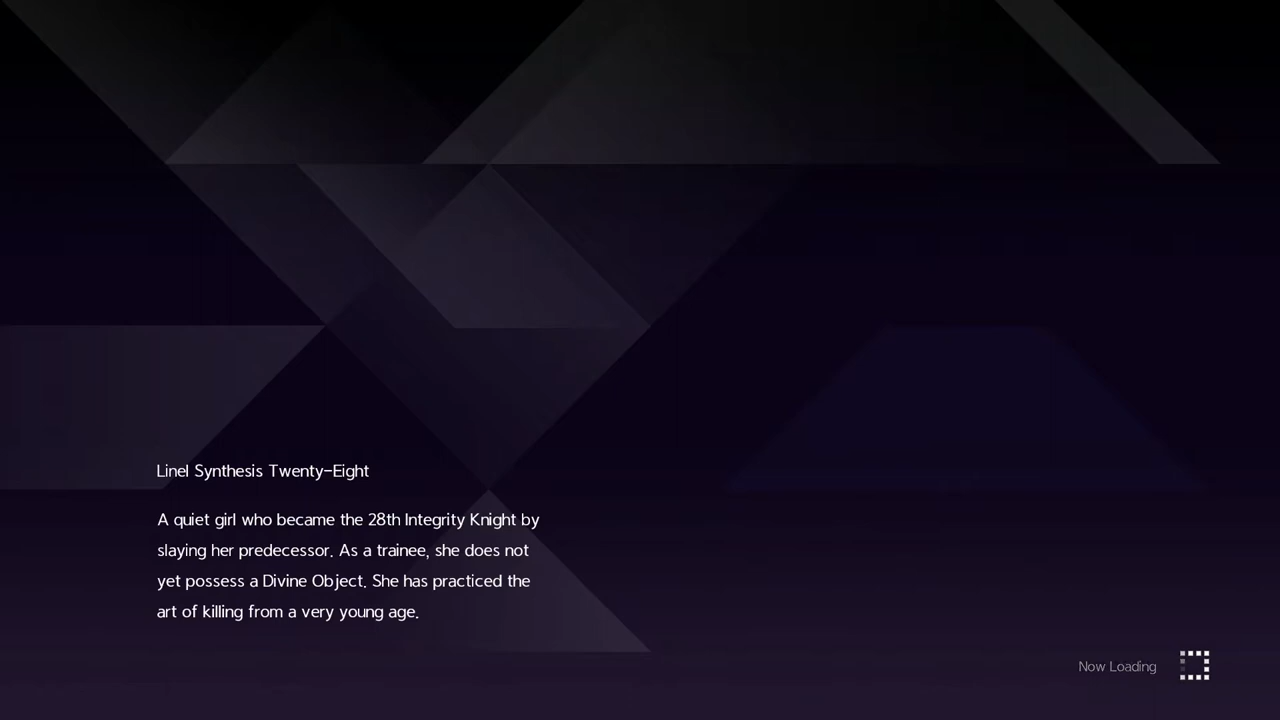 Linel Synthesis Twenty-Eight
A quiet girl who became the 28th Integrity Knight by
slaying her predecessor. As a trainee, she does not
yet possess a Divine Object. She has practiced the
art of killing from a very young age.
Now Loading